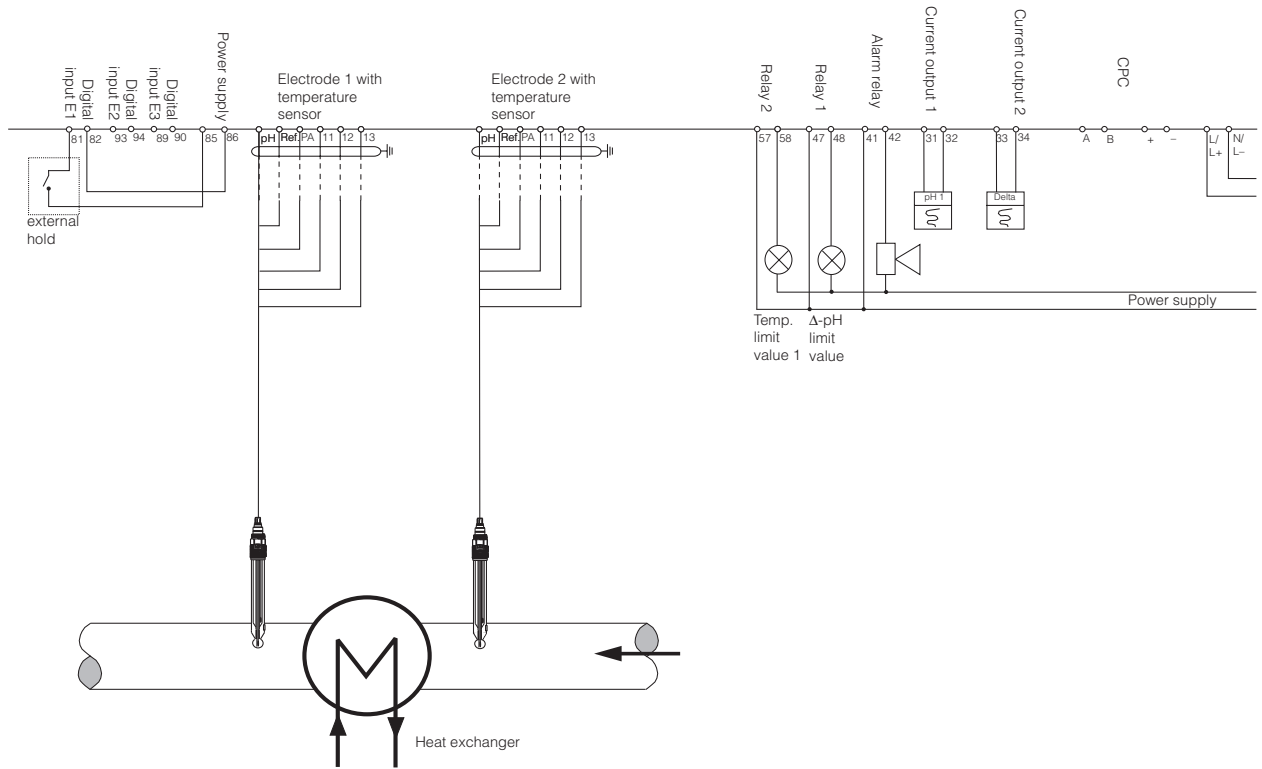 Digital
input E1
Digital
input E2
Digital
input E3
Power supply
Electrode 1 with
temperature
sensor
Electrode 2 with
temperature
sensor
Relay 2
Relay 1
Alarm relay
Current output 1
Current output 2
CPC
81 82 93 94 89 90 85 86
pH Ref. PA 11 12 13
pH Ref. PA 11 12 13
57 58 47 48 41 42 31 32 33 34 A B + –
L/
L+
N/
L–
pH 1
Delta
external
hold
Power supply
Temp.
limit
value 1
Δ-pH
limit
value
Heat exchanger